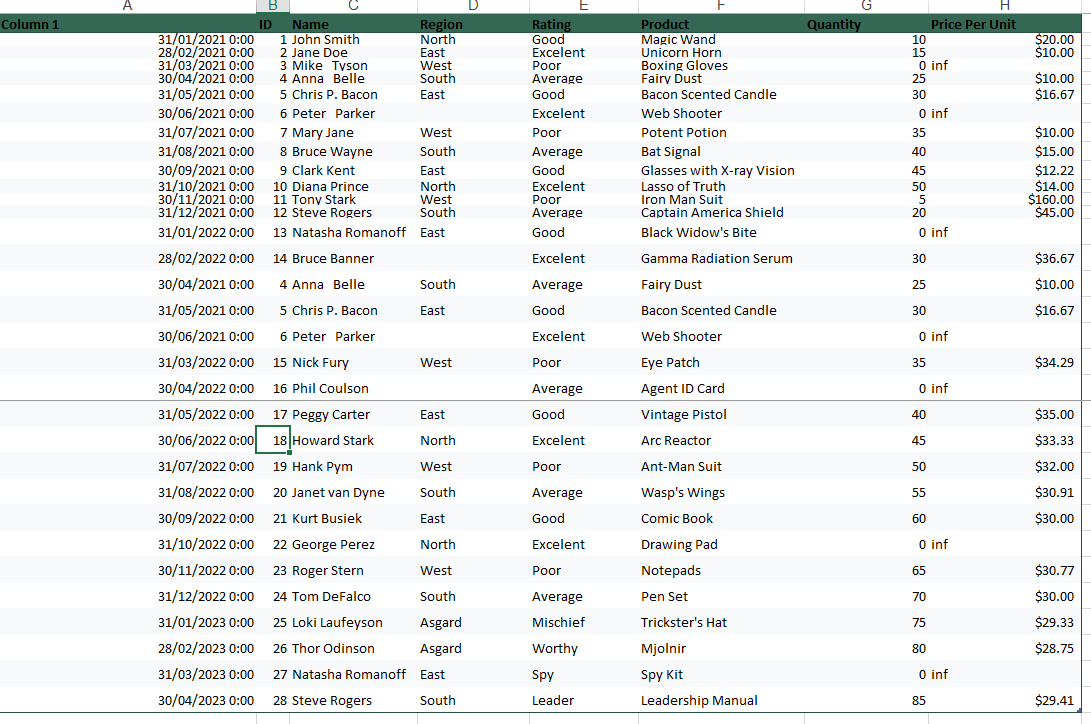 A B C D E F G H
Column 1 ID Name Region Rating Product Quantity Price Per Unit
31/01/2021 0:00 1 John Smith North Good Magic Wand 10 $20.00
28/02/2021 0:00 2 Jane Doe East Excelent Unicorn Horn 15 $10.00
31/03/2021 0:00 3 Mike Tyson West Poor Boxing Gloves 0 inf
30/04/2021 0:00 4 Anna Belle South Average Fairy Dust 25 $10.00
31/05/2021 0:00 5 Chris P. Bacon East Good Bacon Scented Candle 30 $16.67
30/06/2021 0:00 6 Peter Parker Excelent Web Shooter 0 inf
31/07/2021 0:00 7 Mary Jane West Poor Potent Potion 35 $10.00
31/08/2021 0:00 8 Bruce Wayne South Average Bat Signal 40 $15.00
30/09/2021 0:00 9 Clark Kent East Good Glasses with X-ray Vision 45 $12.22
31/10/2021 0:00 10 Diana Prince North Excelent Lasso of Truth 50 $14.00
30/11/2021 0:00 11 Tony Stark West Poor Iron Man Suit 5 $160.00
31/12/2021 0:00 12 Steve Rogers South Average Captain America Shield 20 $45.00
31/01/2022 0:00 13 Natasha Romanoff East Good Black Widow's Bite 0 inf
28/02/2022 0:00 14 Bruce Banner Excelent Gamma Radiation Serum 30 $36.67
30/04/2021 0:00 4 Anna Belle South Average Fairy Dust 25 $10.00
31/05/2021 0:00 5 Chris P. Bacon East Good Bacon Scented Candle 30 $16.67
30/06/2021 0:00 6 Peter Parker Excelent Web Shooter 0 inf
31/03/2022 0:00 15 Nick Fury West Poor Eye Patch 35 $34.29
30/04/2022 0:00 16 Phil Coulson Average Agent ID Card 0 inf
31/05/2022 0:00 17 Peggy Carter East Good Vintage Pistol 40 $35.00
30/06/2022 0:00 18 Howard Stark North Excelent Arc Reactor 45 $33.33
31/07/2022 0:00 19 Hank Pym West Poor Ant-Man Suit 50 $32.00
31/08/2022 0:00 20 Janet van Dyne South Average Wasp's Wings 55 $30.91
30/09/2022 0:00 21 Kurt Busiek East Good Comic Book 60 $30.00
31/10/2022 0:00 22 George Perez North Excelent Drawing Pad 0 inf
30/11/2022 0:00 23 Roger Stern West Poor Notepads 65 $30.77
31/12/2022 0:00 24 Tom DeFalco South Average Pen Set 70 $30.00
31/01/2023 0:00 25 Loki Laufeyson Asgard Mischief Trickster's Hat 75 $29.33
28/02/2023 0:00 26 Thor Odinson Asgard Worthy Mjolnir 80 $28.75
31/03/2023 0:00 27 Natasha Romanoff East Spy Spy Kit 0 inf
30/04/2023 0:00 28 Steve Rogers South Leader Leadership Manual 85 $29.41